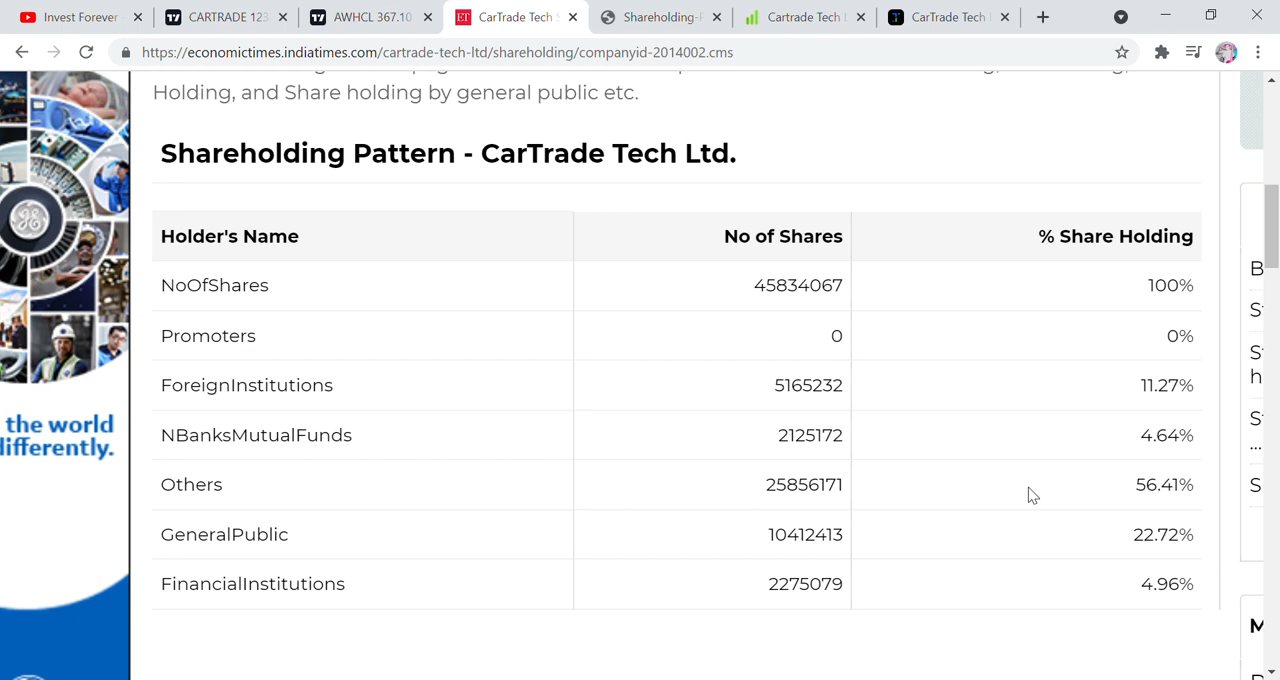 Invest Forever
CARTRADE 123
AWHCL 367.10
CarTrade Tech S
Shareholding-P
Cartrade Tech L
CarTrade Tech
https://economictimes.indiatimes.com/cartrade-tech-ltd/shareholding/companyid-2014002.cms
Holding, and Share holding by general public etc.
Shareholding Pattern - CarTrade Tech Ltd.
Holder's Name No of Shares % Share Holding
NoOfShares 45834067 100%
Promoters 0 0%
ForeignInstitutions 5165232 11.27%
NBanksMutualFunds 2125172 4.64%
Others 25856171 56.41%
GeneralPublic 10412413 22.72%
FinancialInstitutions 2275079 4.96%
the world
differently.